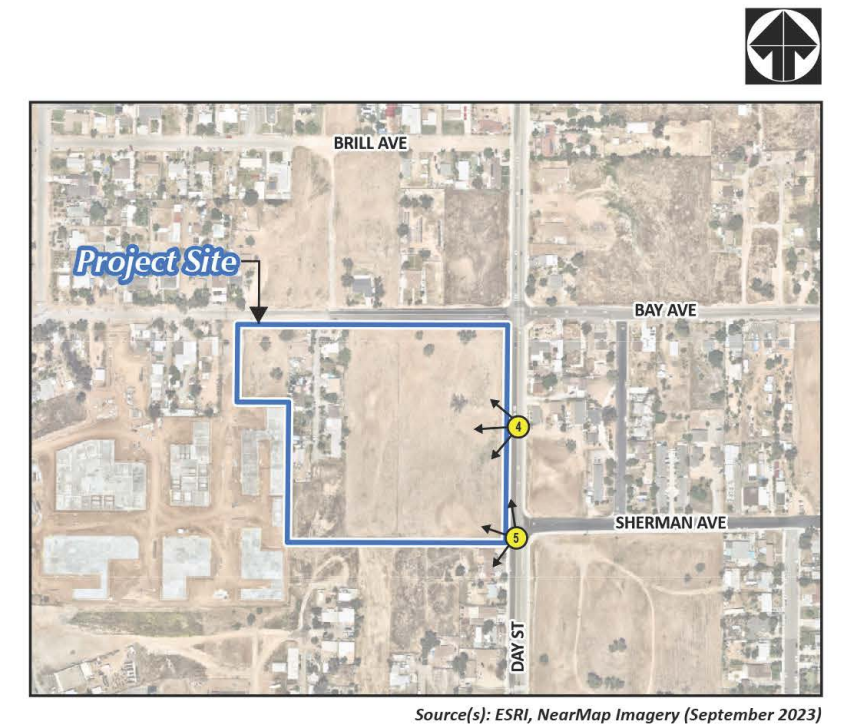 BRILL AVE
Project Site
BAY AVE
4
SHERMAN AVE
5
DAY ST
Source(s): ESRI, NearMap Imagery (September 2023)